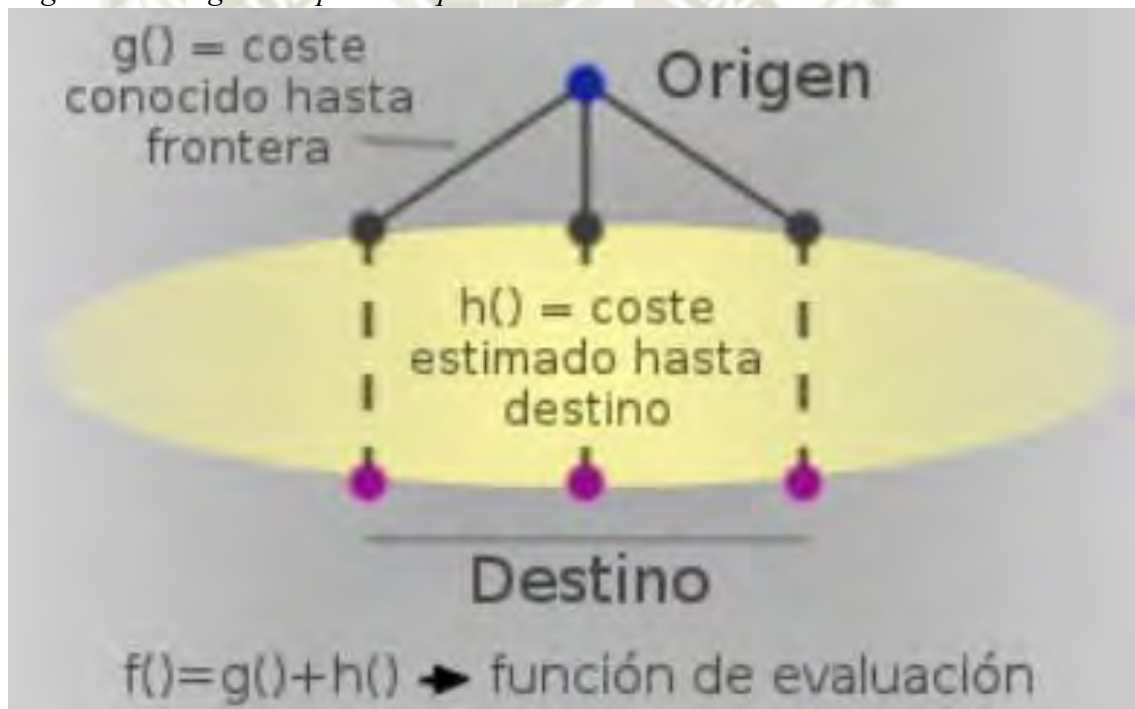 g() = coste
conocido hasta
frontera
Origen
h() = coste
estimado hasta
destino
Destino
f()=g()+h() → función de evaluación